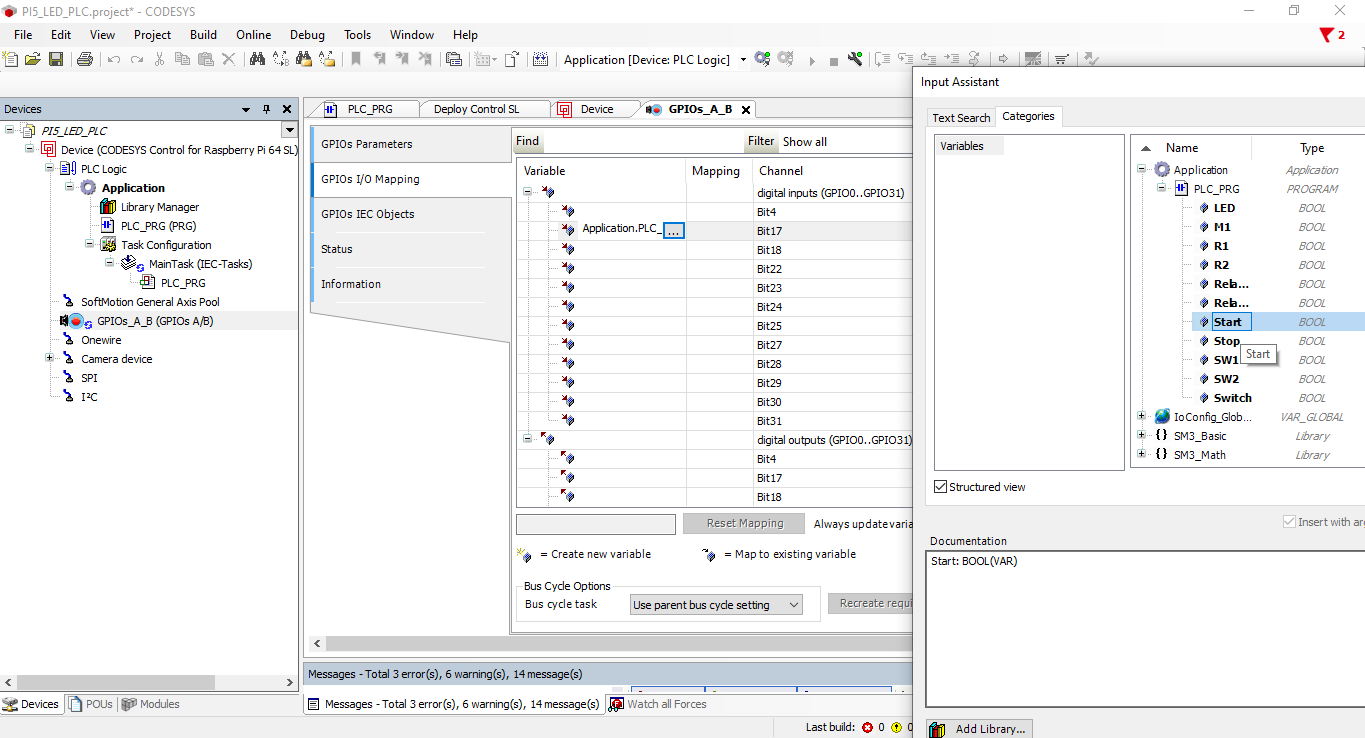 PI5_LED_PLC.project* - CODESYS
File Edit View Project Build Online Debug Tools Window Help
2
Application [Device: PLC Logic]
Devices
PI5_LED_PLC
Device (CODESYS Control for Raspberry Pi 64 SL)
PLC Logic
Application
Library Manager
PLC_PRG (PRG)
Task Configuration
MainTask (IEC-Tasks)
PLC_PRG
SoftMotion General Axis Pool
GPIOs_A_B (GPIOs A/B)
Onewire
Camera device
SPI
I²C
Devices POUs Modules
PLC_PRG Deploy Control SL Device GPIOs_A_B
GPIOs Parameters
GPIOs I/O Mapping
GPIOs IEC Objects
Status
Information
Find Filter Show all
Variable Mapping Channel
digital inputs (GPIO0..GPIO31)
Bit4
Application.PLC_ ... Bit17
Bit18
Bit22
Bit23
Bit24
Bit25
Bit27
Bit28
Bit29
Bit30
Bit31
digital outputs (GPIO0..GPIO31)
Bit4
Bit17
Bit18
Reset Mapping Always update varia
= Create new variable = Map to existing variable
Bus Cycle Options
Bus cycle task Use parent bus cycle setting Recreate requi
Messages - Total 3 error(s), 6 warning(s), 14 message(s)
Messages - Total 3 error(s), 6 warning(s), 14 message(s) Watch all Forces
Last build: 0 0
Input Assistant
Text Search Categories
Variables
Name Type
Application Application
PLC_PRG PROGRAM
LED BOOL
M1 BOOL
R1 BOOL
R2 BOOL
Rela... BOOL
Rela... BOOL
Start BOOL
Stop BOOL
Start
SW1 BOOL
SW2 BOOL
Switch BOOL
IoConfig_Glob... VAR_GLOBAL
SM3_Basic Library
SM3_Math Library
Structured view
Insert with arg
Documentation
Start: BOOL(VAR)
Add Library...